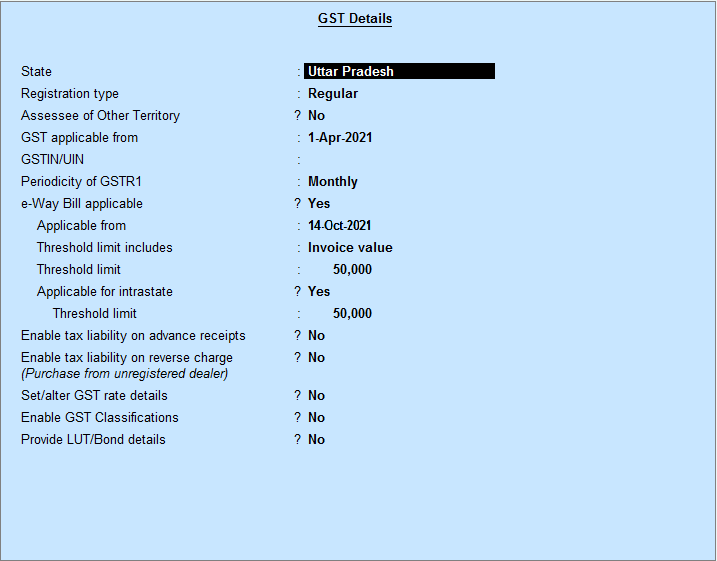 GST Details
State : Uttar Pradesh
Registration type : Regular
Assessee of Other Territory ? No
GST applicable from : 1-Apr-2021
GSTIN/UIN :
Periodicity of GSTR1 : Monthly
e-Way Bill applicable ? Yes
Applicable from : 14-Oct-2021
Threshold limit includes : Invoice value
Threshold limit : 50,000
Applicable for intrastate ? Yes
Threshold limit : 50,000
Enable tax liability on advance receipts ? No
Enable tax liability on reverse charge ? No
(Purchase from unregistered dealer)
Set/alter GST rate details ? No
Enable GST Classifications ? No
Provide LUT/Bond details ? No